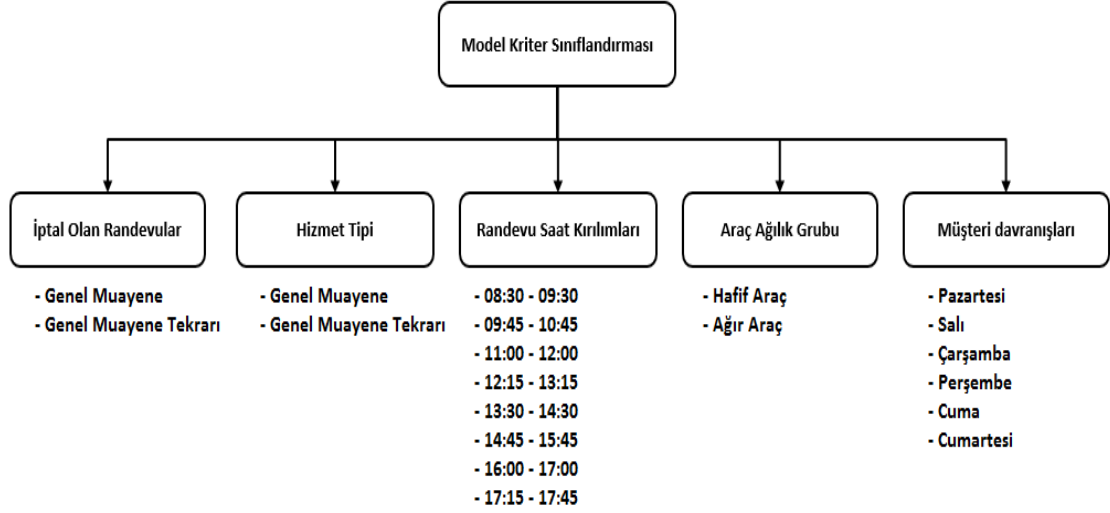 Model Kriter Sınıflandırması
İptal Olan Randevular
- Genel Muayene
- Genel Muayene Tekrarı
Hizmet Tipi
- Genel Muayene
- Genel Muayene Tekrarı
Randevu Saat Kırılımları
- 08:30 - 09:30
- 09:45 - 10:45
- 11:00 - 12:00
- 12:15 - 13:15
- 13:30 - 14:30
- 14:45 - 15:45
- 16:00 - 17:00
- 17:15 - 17:45
Araç Ağılık Grubu
- Hafif Araç
- Ağır Araç
Müşteri davranışları
- Pazartesi
- Salı
- Çarşamba
- Perşembe
- Cuma
- Cumartesi